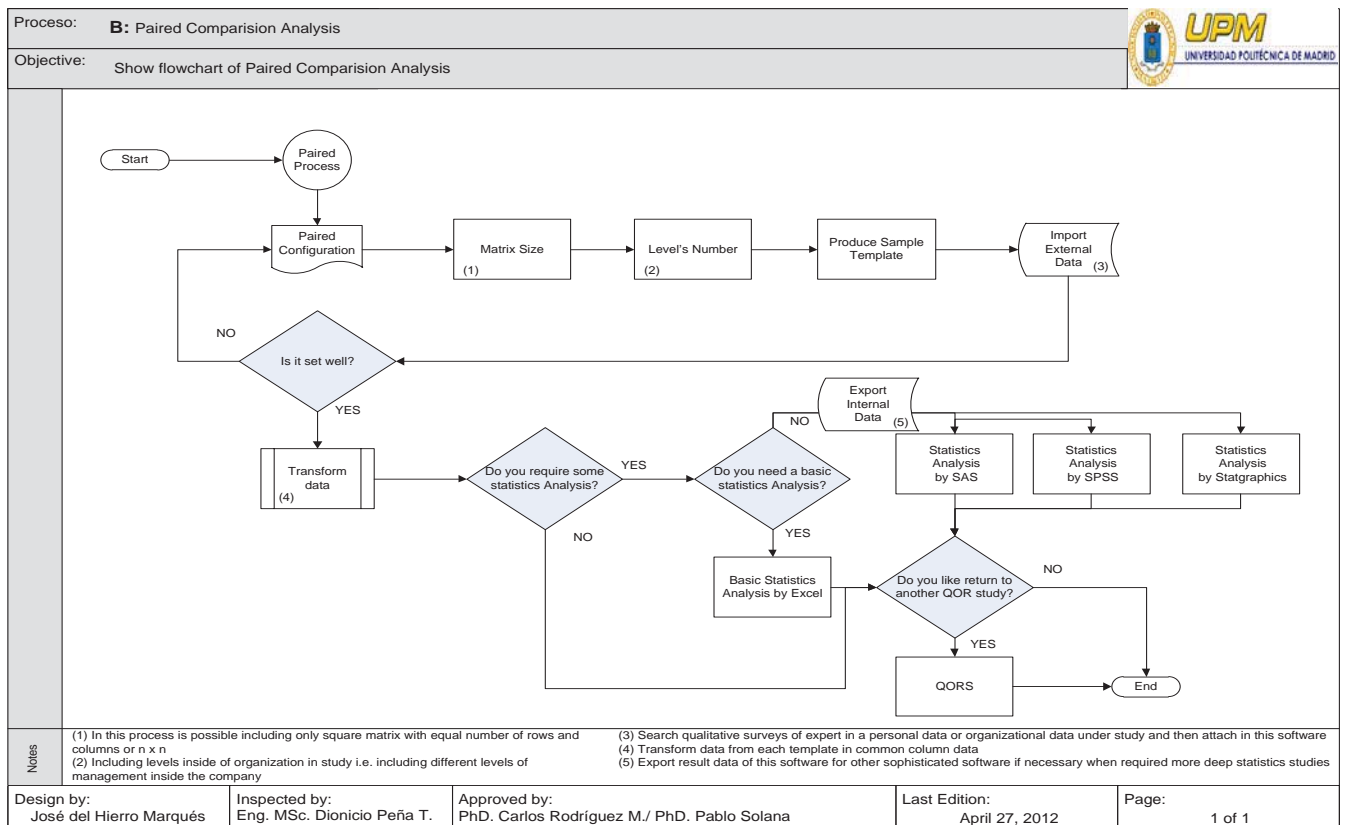 Proceso:
B: Paired Comparision Analysis
UPM
UNIVERSIDAD POLITÉCNICA DE MADRID
Objective:
Show flowchart of Paired Comparision Analysis
Start
Paired
Process
Paired
Configuration
Matrix Size
(1)
Level's Number
(2)
Produce Sample
Template
Import
External
Data
(3)
NO
Is it set well?
YES
Export
Internal
Data
(5)
NO
Transform
data
(4)
Do you require some
statistics Analysis?
YES
NO
Do you need a basic
statistics Analysis?
YES
Statistics
Analysis
by SAS
Statistics
Analysis
by SPSS
Statistics
Analysis
by Statgraphics
Basic Statistics
Analysis by Excel
Do you like return to
another QOR study?
NO
YES
QORS
End
Notes
(1) In this process is possible including only square matrix with equal number of rows and
columns or n x n
(2) Including levels inside of organization in study i.e. including different levels of
management inside the company
(3) Search qualitative surveys of expert in a personal data or organizational data under study and then attach in this software
(4) Transform data from each template in common column data
(5) Export result data of this software for other sophisticated software if necessary when required more deep statistics studies
Design by:
José del Hierro Marqués
Inspected by:
Eng. MSc. Dionicio Peña T.
Approved by:
PhD. Carlos Rodríguez M./ PhD. Pablo Solana
Last Edition:
April 27, 2012
Page:
1 of 1